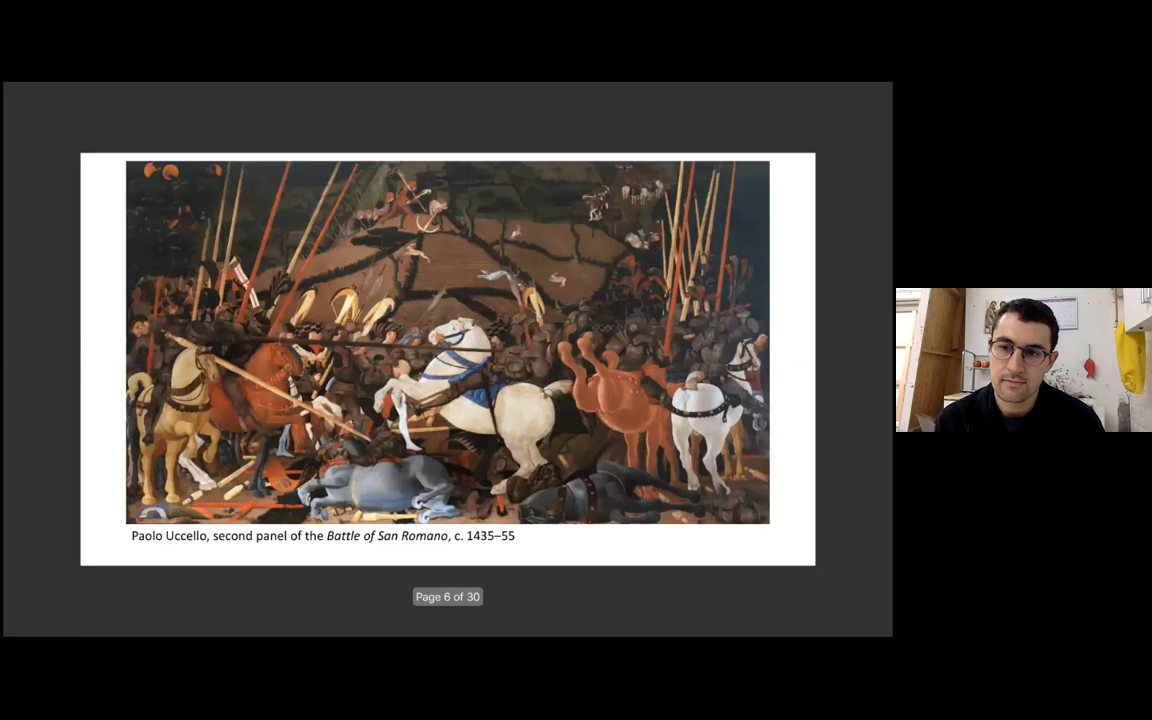 Paolo Uccello, second panel of the Battle of San Romano, c. 1435–55
Page 6 of 30